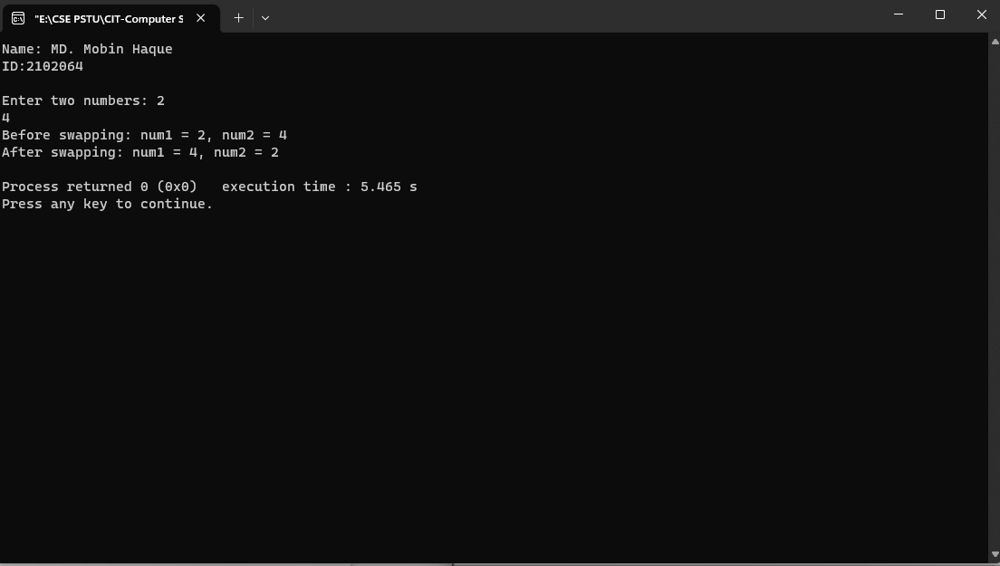 "E:\CSE PSTU\CIT-Computer S
Name: MD. Mobin Haque
ID:2102064
Enter two numbers: 2
4
Before swapping: num1 = 2, num2 = 4
After swapping: num1 = 4, num2 = 2
Process returned 0 (0x0)   execution time : 5.465 s
Press any key to continue.